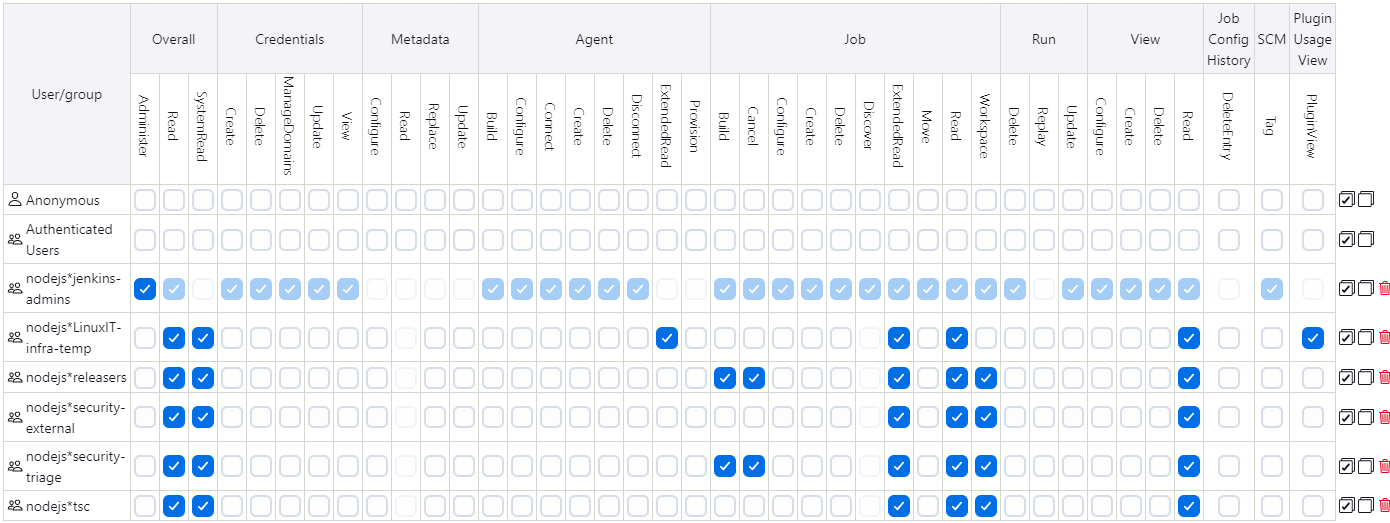 User/group
Overall
Credentials
Metadata
Agent
Job
Run
View
Job
Config
History
SCM
Plugin
Usage
View
Administer
Read
SystemRead
Create
Delete
ManageDomains
Update
View
Configure
Read
Replace
Update
Build
Configure
Connect
Create
Delete
Disconnect
ExtendedRead
Provision
Build
Cancel
Configure
Create
Delete
Discover
ExtendedRead
Move
Read
Workspace
Delete
Replay
Update
Configure
Create
Delete
Read
DeleteEntry
Tag
PluginView
Anonymous
Authenticated
Users
nodejs*jenkins-
admins
nodejs*LinuxIT-
infra-temp
nodejs*releasers
nodejs*security-
external
nodejs*security-
triage
nodejs*tsc